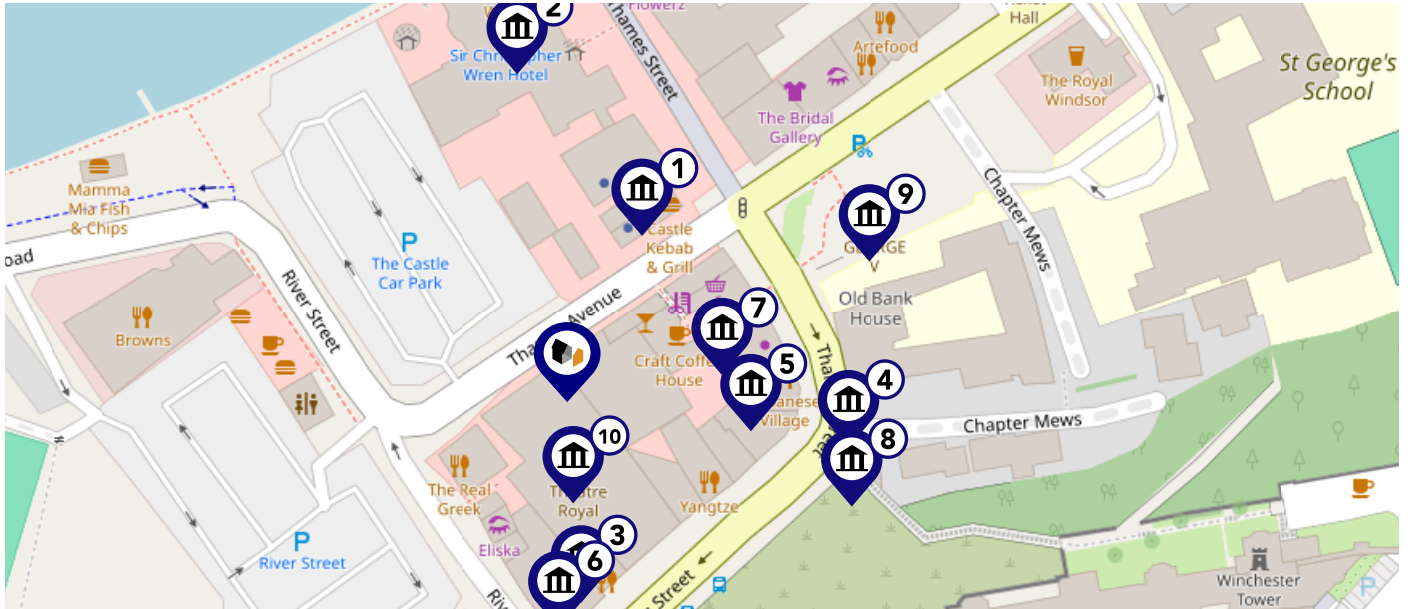 2
Flowerz
Sir Christopher
Wren Hotel
Thames Street
Artefood
Hall
The Royal
Windsor
St George's
School
The Bridal
Gallery
P
1
Mamma
Mia Fish
& Chips
Chapter Mews
9
oad
P
The Castle
Car Park
Castle
Kebab
& Grill
GEORGE
V
River Street
Avenue
Old Bank
House
7
Browns
Craft Coffee
House
5
4
Village
Chapter Mews
8
10
The Real
Greek
Theatre
Royal
Yangtze
Eliska
3
6
P
River Street
Street
Winchester
Tower
P